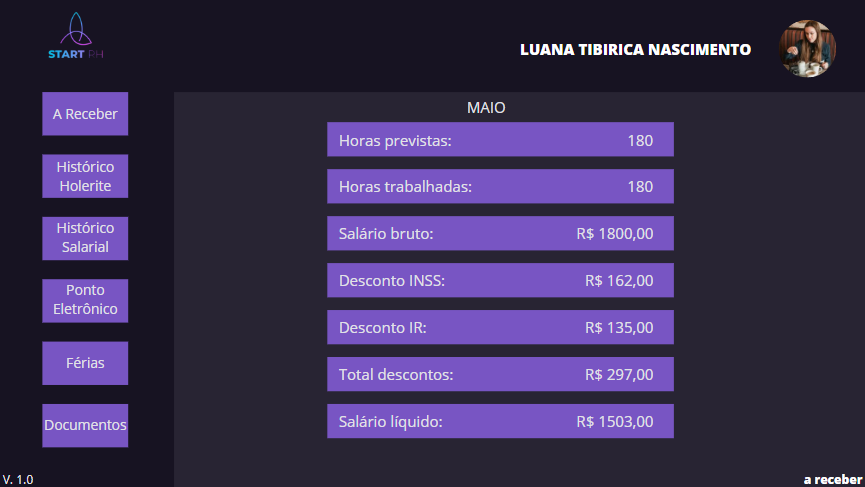 START RH
LUANA TIBIRICA NASCIMENTO
A Receber
Histórico
Holerite
Histórico
Salarial
Ponto
Eletrônico
Férias
Documentos
MAIO
Horas previstas: 180
Horas trabalhadas: 180
Salário bruto: R$ 1800,00
Desconto INSS: R$ 162,00
Desconto IR: R$ 135,00
Total descontos: R$ 297,00
Salário líquido: R$ 1503,00
V. 1.0
a receber